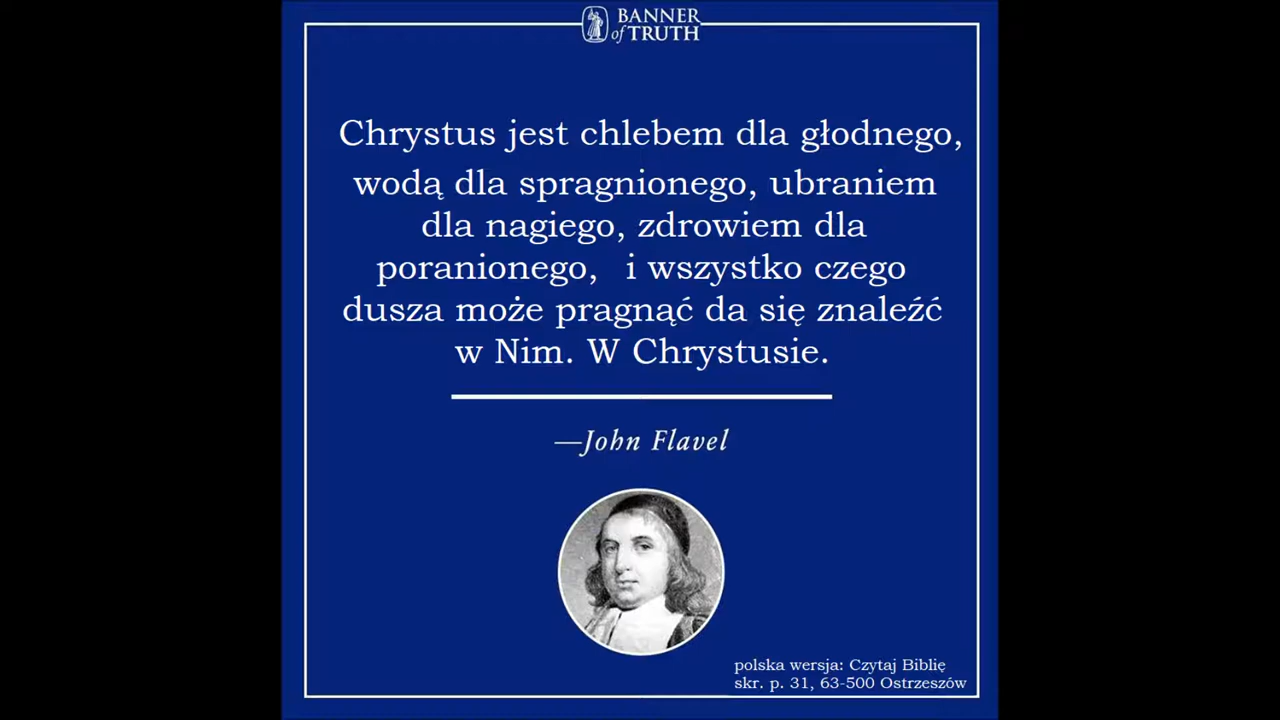 BANNER
of TRUTH
Chrystus jest chlebem dla głodnego,
wodą dla spragnionego, ubraniem
dla nagiego, zdrowiem dla
poranionego, i wszystko czego
dusza może pragnąć da się znaleźć
w Nim. W Chrystusie.
—John Flavel
polska wersja: Czytaj Biblię
skr. p. 31, 63-500 Ostrzeszów